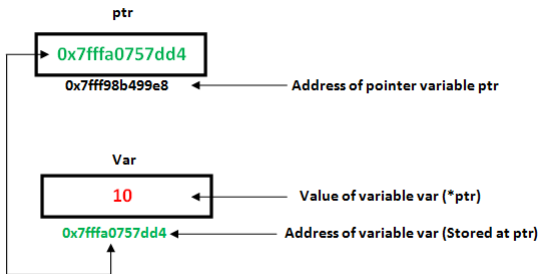 ptr
0x7fffa0757dd4
0x7fff98b499e8
Address of pointer variable ptr
Var
10
Value of variable var (*ptr)
0x7fffa0757dd4
Address of variable var (Stored at ptr)